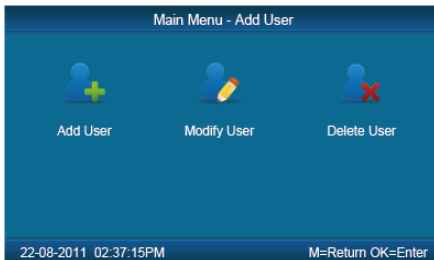 Main Menu - Add User
Add User Modify User Delete User
22-08-2011 02:37:15PM M=Return OK=Enter